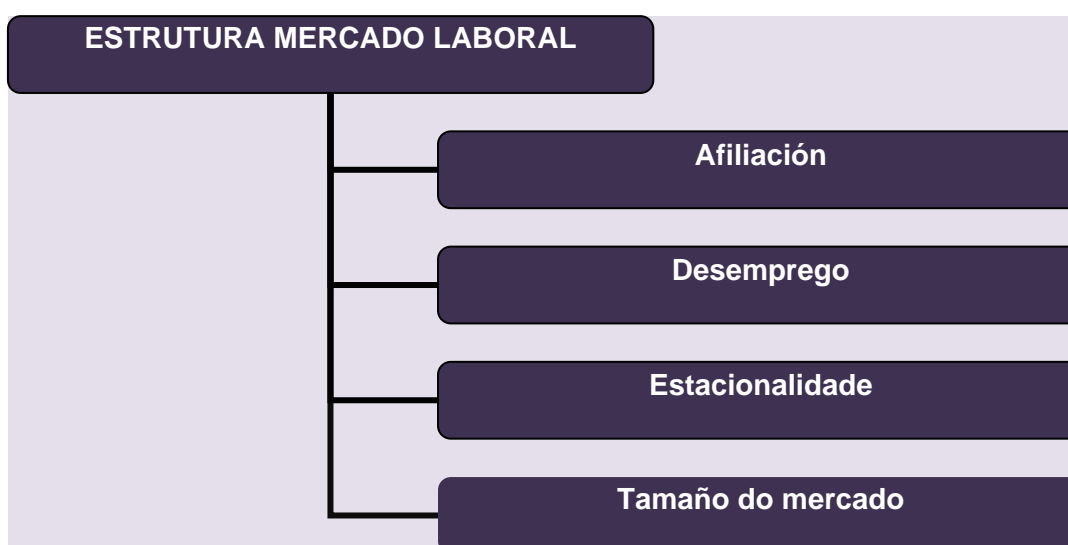 ESTRUTURA MERCADO LABORAL
Afiliación
Desemprego
Estacionalidade
Tamaño do mercado